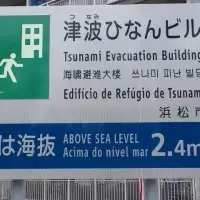 つなみ
津波ひなんビル
Tsunami Evacuation Building
海嘯避難大楼 쓰나미 피난 빌딩
Edifício de Refúgio de Tsunami
浜松市
は海抜 ABOVE SEA LEVEL
Acima do nível mar 2.4m